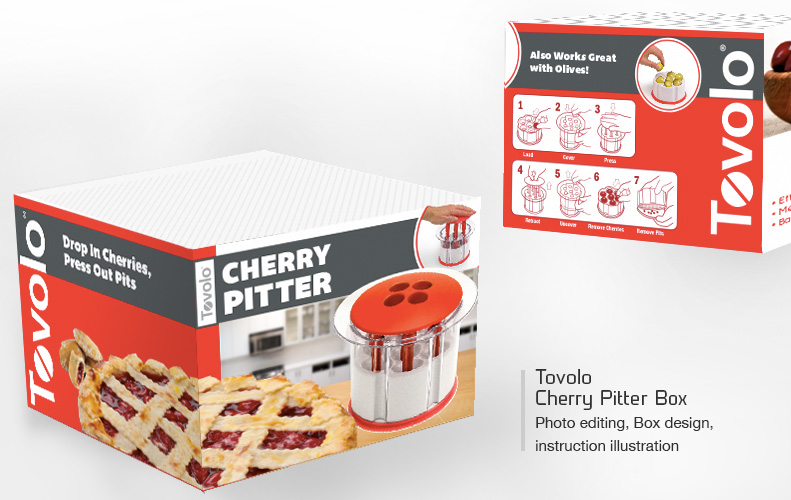 Tovolo
Drop In Cherries,
Press Out Pits
Tovolo
CHERRY
PITTER
Also Works Great
with Olives!
1 2 3
Load Cover Press
4 5 6 7
Reboot Uncover Remove Cherries Remove Pits
Tovolo®
Tovolo
Cherry Pitter Box
Photo editing, Box design,
instruction illustration